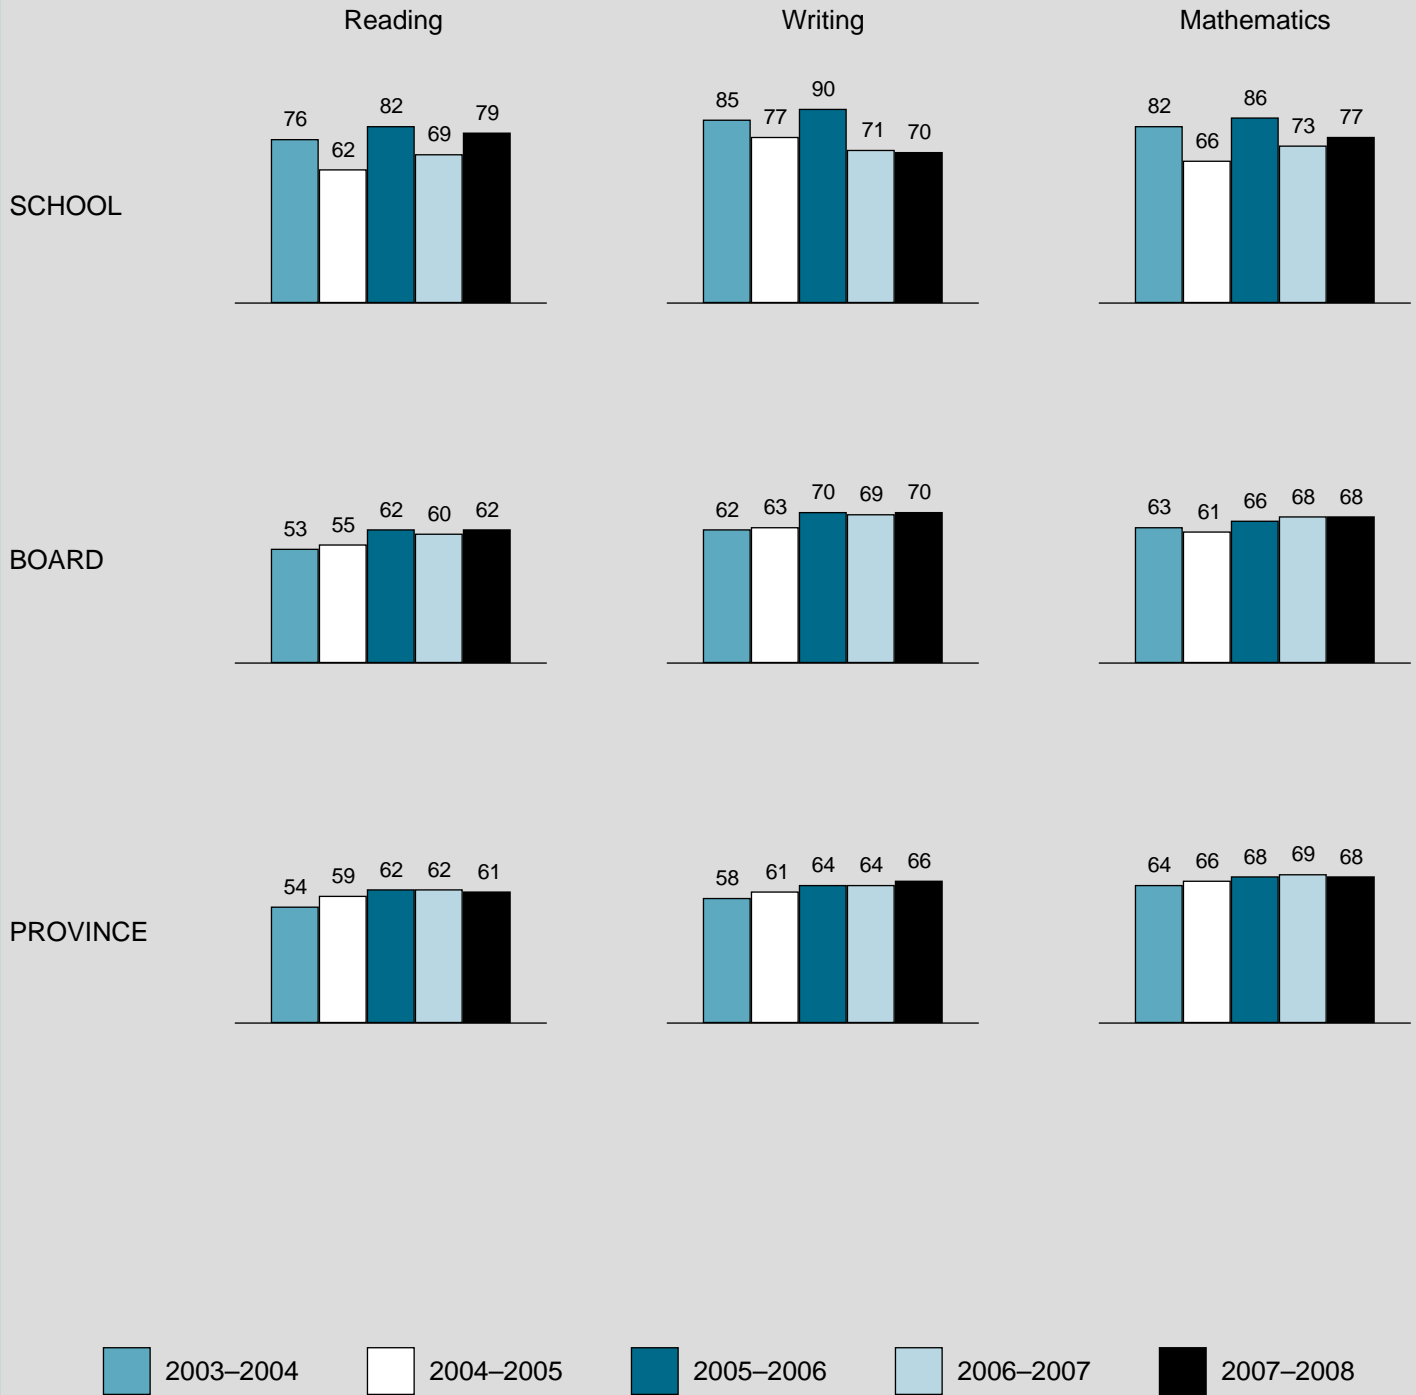 Reading Writing Mathematics
SCHOOL
76 62 82 69 79
85 77 90 71 70
82 66 86 73 77
BOARD
53 55 62 60 62
62 63 70 69 70
63 61 66 68 68
PROVINCE
54 59 62 62 61
58 61 64 64 66
64 66 68 69 68
2003–2004 2004–2005 2005–2006 2006–2007 2007–2008